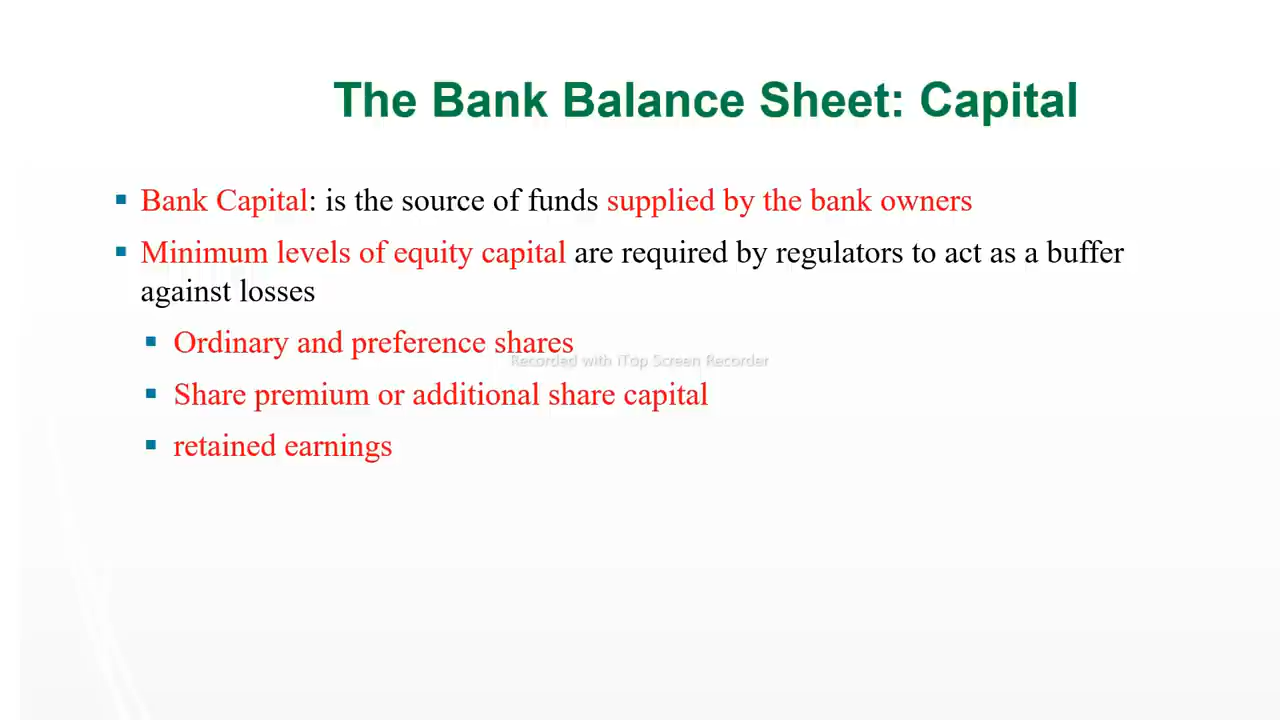 The Bank Balance Sheet: Capital
Bank Capital: is the source of funds supplied by the bank owners
Minimum levels of equity capital are required by regulators to act as a buffer
against losses
Ordinary and preference shares
Recorded with iTop Screen Recorder
Share premium or additional share capital
retained earnings